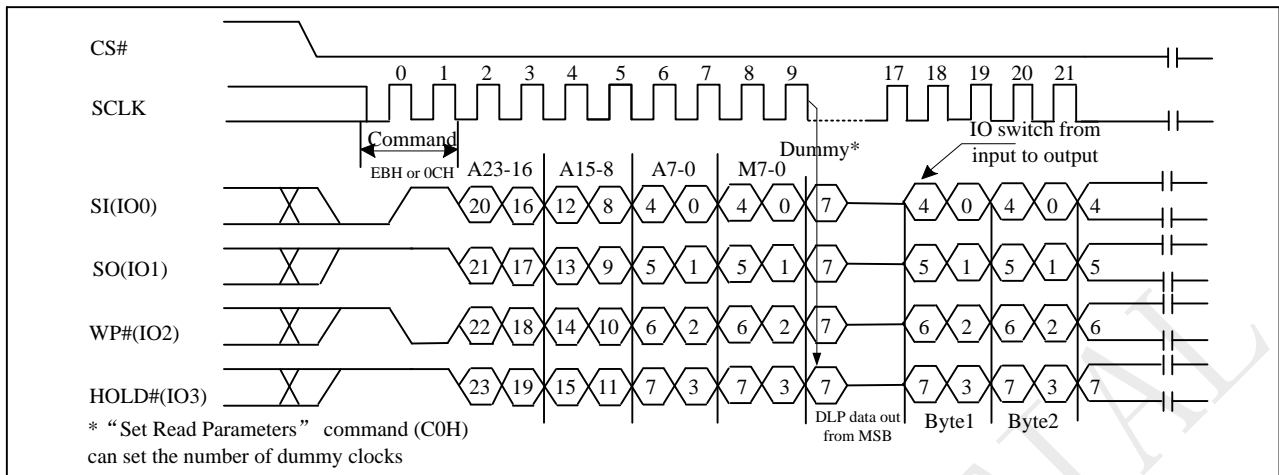 CS#
0 1 2 3 4 5 6 7 8 9 17 18 19 20 21
SCLK
Command
Dummy*
IO switch from
input to output
EBH or 0CH
A23-16 A15-8 A7-0 M7-0
SI(IO0)
20 16 12 8 4 0 4 0 7 4 0 4 0 4
SO(IO1)
21 17 13 9 5 1 5 1 7 5 1 5 1 5
WP#(IO2)
22 18 14 10 6 2 6 2 7 6 2 6 2 6
HOLD#(IO3)
23 19 15 11 7 3 7 3 7 7 3 7 3 7
DLP data out
from MSB
Byte1 Byte2
* “Set Read Parameters” command (C0H)
can set the number of dummy clocks